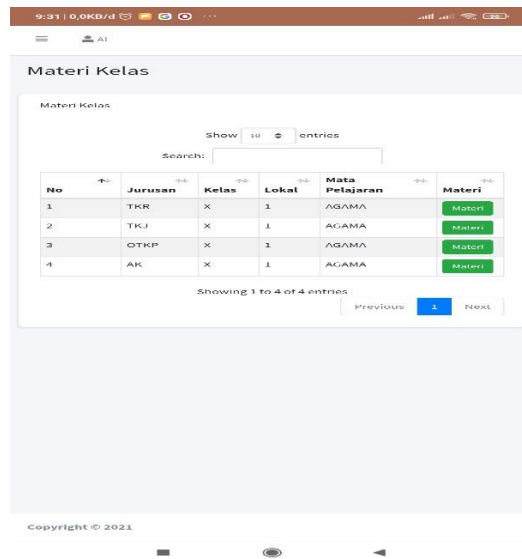 9:31 | 0,0KB/d
AI
Materi Kelas
Materi Kelas
Show 10 entries
Search:
No Jurusan Kelas Lokal Mata Pelajaran Materi
1 TKR X 1 AGAMA Materi
2 TKJ X 1 AGAMA Materi
3 OTKP X 1 AGAMA Materi
4 AK X 1 AGAMA Materi
Showing 1 to 4 of 4 entries
Previous 1 Next
Copyright © 2021